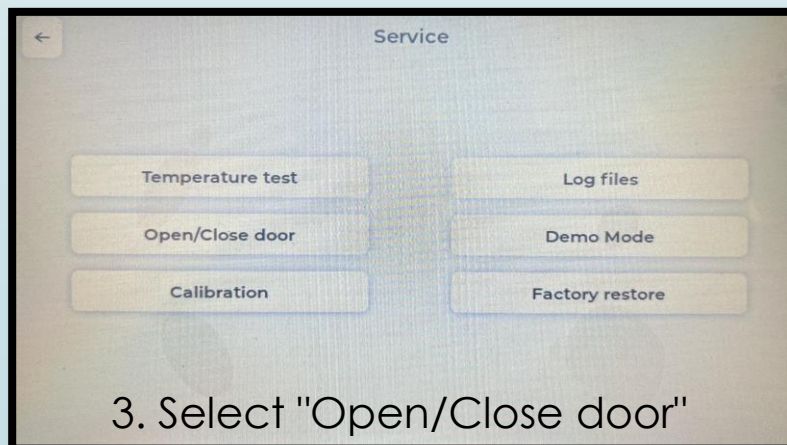 Service
Temperature test
Log files
Open/Close door
Demo Mode
Calibration
Factory restore
3. Select "Open/Close door"